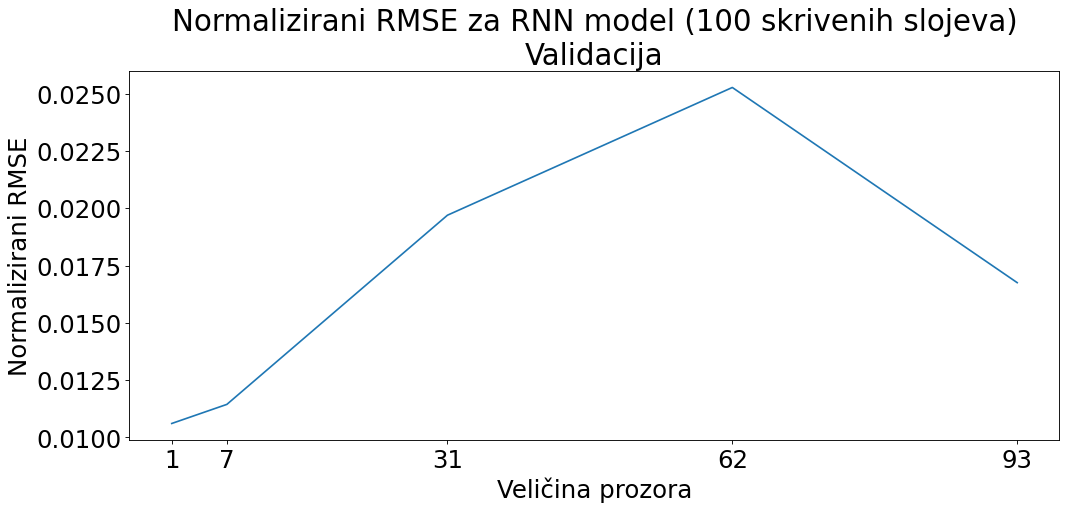 Normalizirani RMSE za RNN model (100 skrivenih slojeva)
Validacija
Normalizirani RMSE
0.0250
0.0225
0.0200
0.0175
0.0150
0.0125
0.0100
1 7 31 62 93
Veličina prozora